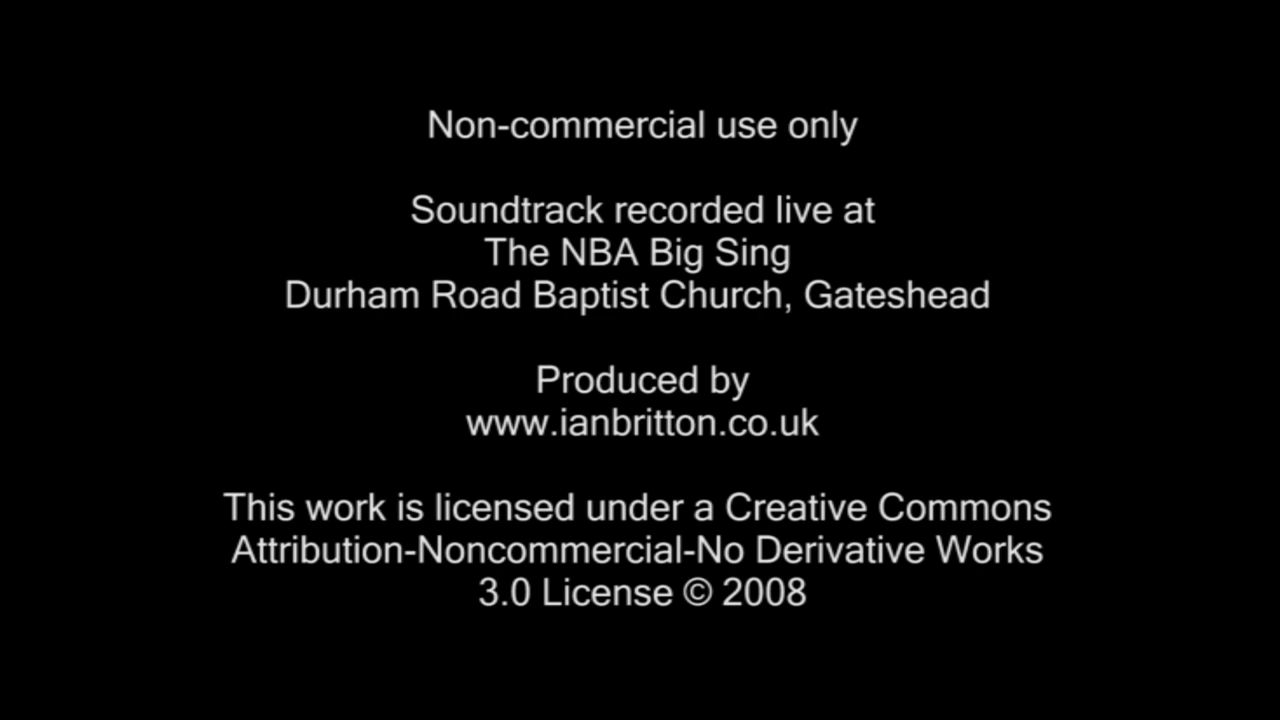 Non-commercial use only
Soundtrack recorded live at
The NBA Big Sing
Durham Road Baptist Church, Gateshead
Produced by
www.ianbritton.co.uk
This work is licensed under a Creative Commons
Attribution-Noncommercial-No Derivative Works
3.0 License © 2008